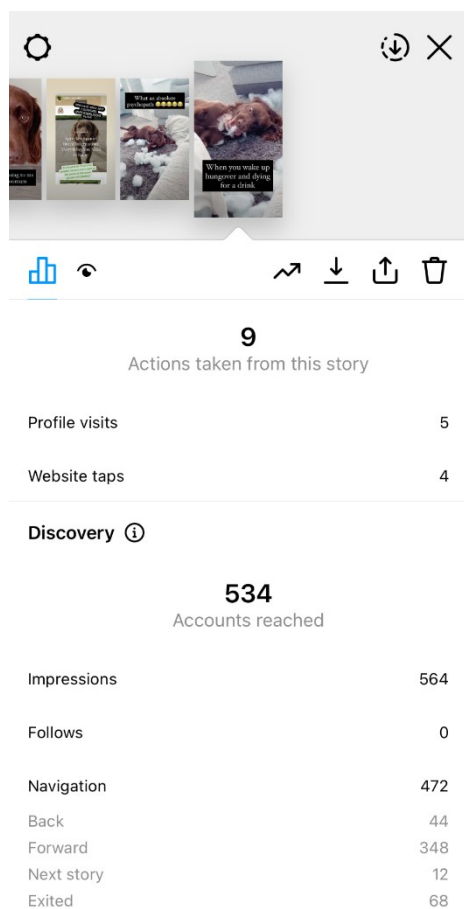 What an absolute
psychopath 😂😂😂😂😂
When you wake up
hungover and dying
for a drink
9
Actions taken from this story
Profile visits 5
Website taps 4
Discovery
534
Accounts reached
Impressions 564
Follows 0
Navigation 472
Back 44
Forward 348
Next story 12
Exited 68